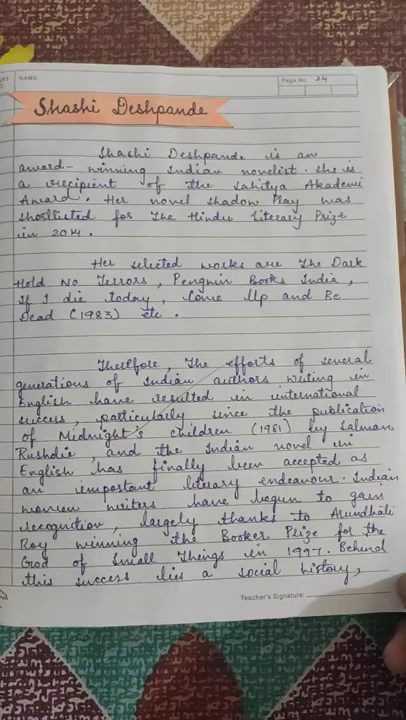 NAME:
Page No. 24
Shashi Deshpande
Shashi Deshpande is an
award-winning Indian novelist. She is
a recipient of the Sahitya Akademi
Award. Her novel Shadow Play was
shortlisted for The Hindu Literary Prize
in 2014.
Her selected works are The Dark
Hold No Terrors, Penguin Books India,
If I die Today, Come Up and Be
Dead (1983) etc.
Therefore, The efforts of several
generations of Indian authors writing in
English have resulted in international
success, particularly since the publication
of Midnight's Children (1981) by Salman
Rushdie, and the Indian novel in
English has finally been accepted as
an important literary endeavour. Indian
women writers have begun to gain
recognition, largely thanks to Arundhati
Roy winning the Booker Prize for the
God of Small Things in 1997. Behind
this success lies a social history,
Teacher's Signature: